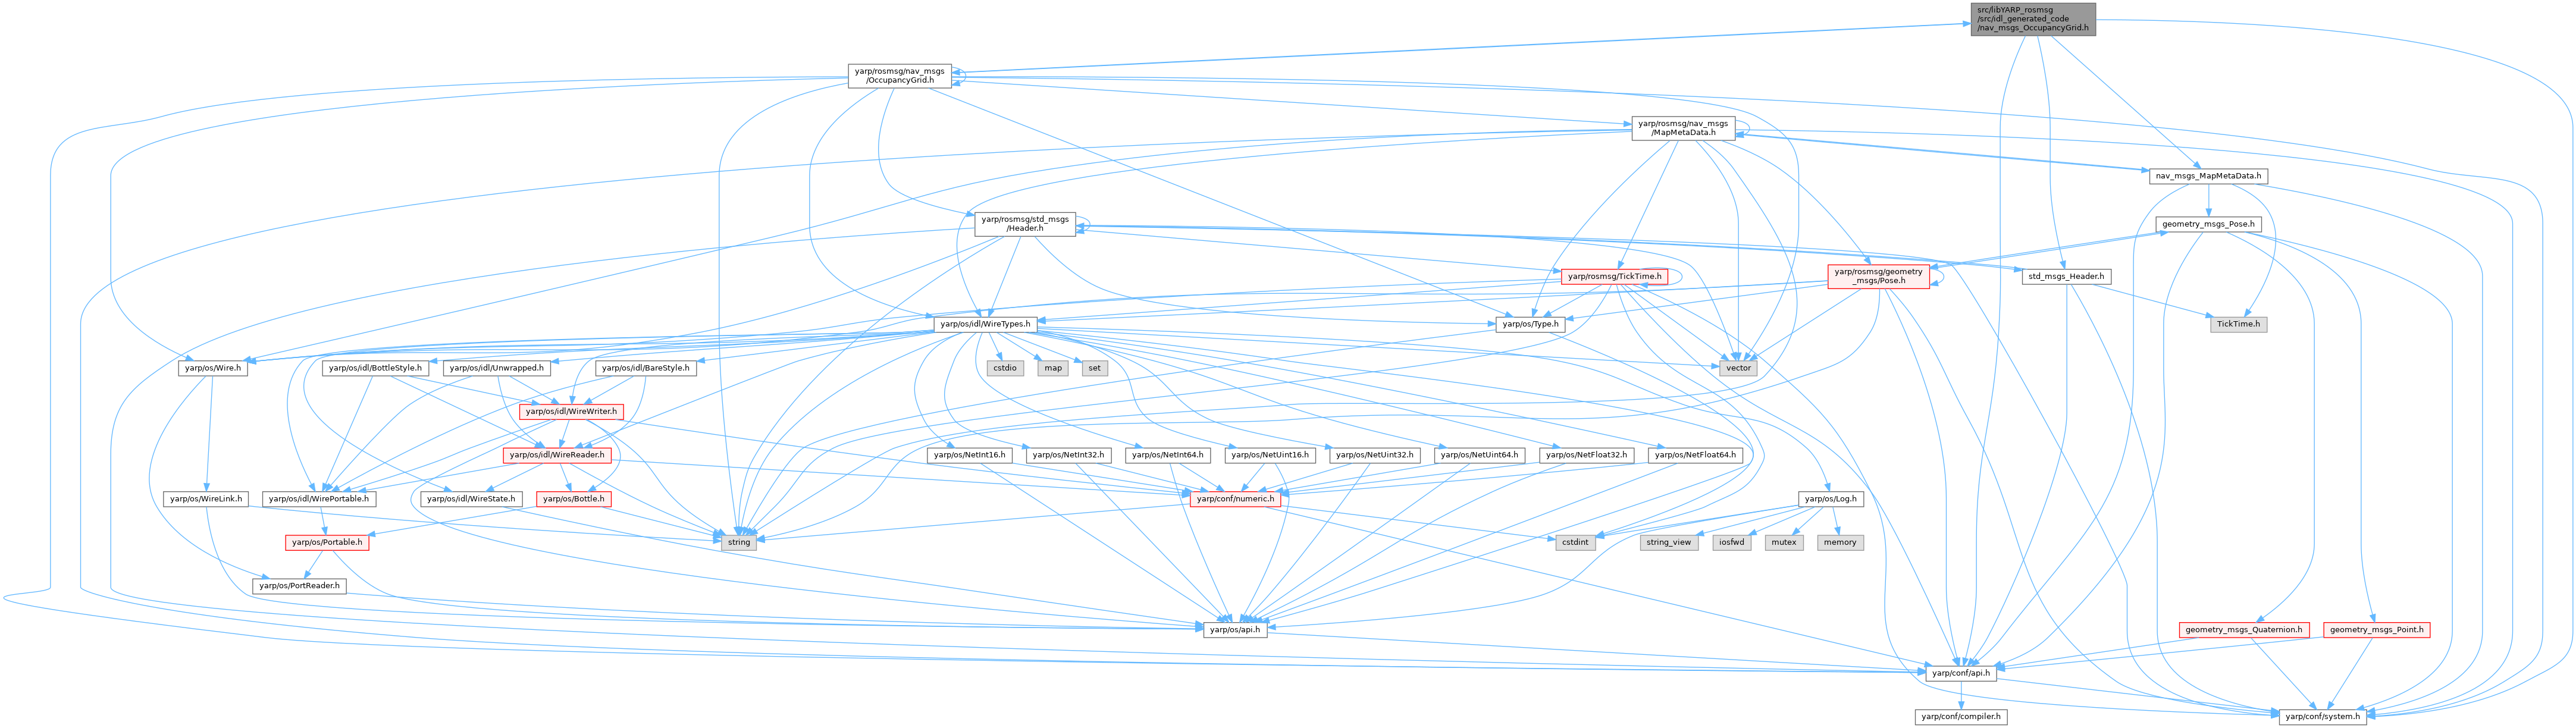 src/libYARP_rosmsg
/src/idl_generated_code
/nav_msgs_OccupancyGrid.h
yarp/rosmsg/nav_msgs
/OccupancyGrid.h
yarp/rosmsg/nav_msgs
/MapMetaData.h
nav_msgs_MapMetaData.h
yarp/rosmsg/std_msgs
/Header.h
geometry_msgs_Pose.h
yarp/rosmsg/TickTime.h
yarp/rosmsg/geometry
_msgs/Pose.h
std_msgs_Header.h
yarp/os/idl/WireTypes.h
yarp/os/Type.h
TickTime.h
yarp/os/Wire.h
yarp/os/idl/BottleStyle.h
yarp/os/idl/Unwrapped.h
yarp/os/idl/BareStyle.h
cstdio
map
set
vector
yarp/os/idl/WireWriter.h
yarp/os/idl/WireReader.h
yarp/os/NetInt16.h
yarp/os/NetInt32.h
yarp/os/NetInt64.h
yarp/os/NetUint16.h
yarp/os/NetUint32.h
yarp/os/NetUint64.h
yarp/os/NetFloat32.h
yarp/os/NetFloat64.h
yarp/os/WireLink.h
yarp/os/idl/WirePortable.h
yarp/os/idl/WireState.h
yarp/os/Bottle.h
yarp/conf/numeric.h
yarp/os/Log.h
yarp/os/Portable.h
string
cstdint
string_view
iosfwd
mutex
memory
yarp/os/PortReader.h
yarp/os/api.h
geometry_msgs_Quaternion.h
geometry_msgs_Point.h
yarp/conf/api.h
yarp/conf/compiler.h
yarp/conf/system.h